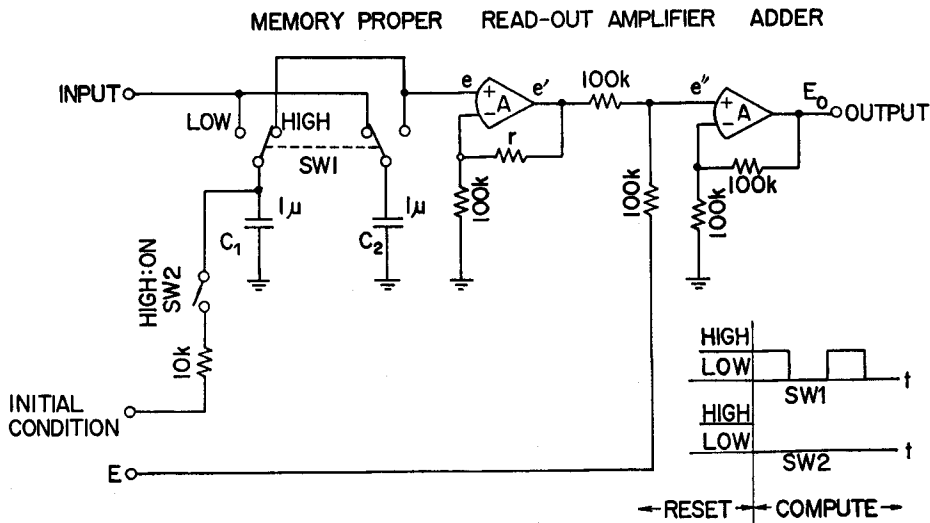 MEMORY PROPER READ-OUT AMPLIFIER ADDER
INPUT
LOW
HIGH
SW1
1μ
C1
1μ
C2
HIGH:ON
SW2
10k
INITIAL
CONDITION
E
e
+
−
A
e'
r
100k
100k
100k
e"
+
−
A
E0
OUTPUT
100k
100k
HIGH
LOW
SW1
t
HIGH
LOW
SW2
t
RESET
COMPUTE